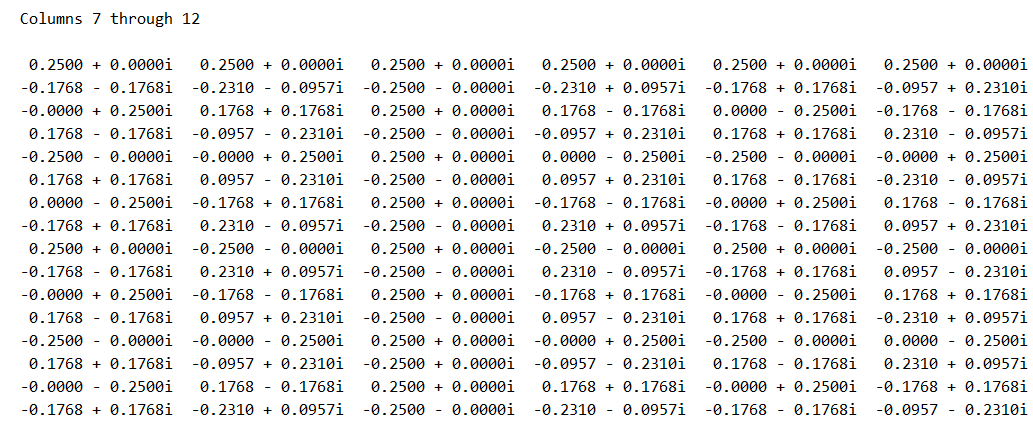 Columns 7 through 12
0.2500 + 0.0000i   0.2500 + 0.0000i   0.2500 + 0.0000i   0.2500 + 0.0000i   0.2500 + 0.0000i   0.2500 + 0.0000i
-0.1768 - 0.1768i  -0.2310 - 0.0957i  -0.2500 - 0.0000i  -0.2310 + 0.0957i  -0.1768 + 0.1768i  -0.0957 + 0.2310i
-0.0000 + 0.2500i   0.1768 + 0.1768i   0.2500 + 0.0000i   0.1768 - 0.1768i   0.0000 - 0.2500i  -0.1768 - 0.1768i
0.1768 - 0.1768i  -0.0957 - 0.2310i  -0.2500 - 0.0000i  -0.0957 + 0.2310i   0.1768 + 0.1768i   0.2310 - 0.0957i
-0.2500 - 0.0000i  -0.0000 + 0.2500i   0.2500 + 0.0000i   0.0000 - 0.2500i  -0.2500 - 0.0000i  -0.0000 + 0.2500i
0.1768 + 0.1768i   0.0957 - 0.2310i  -0.2500 - 0.0000i   0.0957 + 0.2310i   0.1768 - 0.1768i  -0.2310 - 0.0957i
0.0000 - 0.2500i  -0.1768 + 0.1768i   0.2500 + 0.0000i  -0.1768 - 0.1768i  -0.0000 + 0.2500i   0.1768 - 0.1768i
-0.1768 + 0.1768i   0.2310 - 0.0957i  -0.2500 - 0.0000i   0.2310 + 0.0957i  -0.1768 - 0.1768i   0.0957 + 0.2310i
0.2500 + 0.0000i  -0.2500 - 0.0000i   0.2500 + 0.0000i  -0.2500 - 0.0000i   0.2500 + 0.0000i  -0.2500 - 0.0000i
-0.1768 - 0.1768i   0.2310 + 0.0957i  -0.2500 - 0.0000i   0.2310 - 0.0957i  -0.1768 + 0.1768i   0.0957 - 0.2310i
-0.0000 + 0.2500i  -0.1768 - 0.1768i   0.2500 + 0.0000i  -0.1768 + 0.1768i  -0.0000 - 0.2500i   0.1768 + 0.1768i
0.1768 - 0.1768i   0.0957 + 0.2310i  -0.2500 - 0.0000i   0.0957 - 0.2310i   0.1768 + 0.1768i  -0.2310 + 0.0957i
-0.2500 - 0.0000i  -0.0000 - 0.2500i   0.2500 + 0.0000i  -0.0000 + 0.2500i  -0.2500 - 0.0000i   0.0000 - 0.2500i
0.1768 + 0.1768i  -0.0957 + 0.2310i  -0.2500 + 0.0000i  -0.0957 - 0.2310i   0.1768 - 0.1768i   0.2310 + 0.0957i
-0.0000 - 0.2500i   0.1768 - 0.1768i   0.2500 + 0.0000i   0.1768 + 0.1768i  -0.0000 + 0.2500i  -0.1768 + 0.1768i
-0.1768 + 0.1768i  -0.2310 + 0.0957i  -0.2500 - 0.0000i  -0.2310 - 0.0957i  -0.1768 - 0.1768i  -0.0957 - 0.2310i